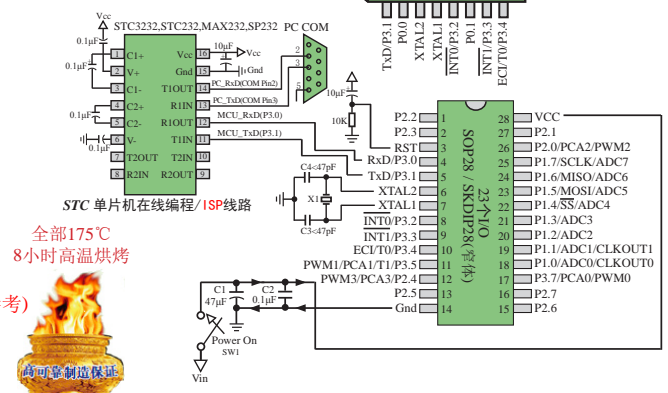 STC3232,STC232,MAX232,SP232 PC COM
Vcc
0.1μF
0.1μF
0.1μF
0.1μF
10μF
Vcc
Gnd
1 C1+ Vcc 16
2 V+ Gnd 15
3 C1- T1OUT 14
4 C2+ R1IN 13
5 C2- R1OUT 12
6 V- T1IN 11
7 T2OUT T2IN 10
8 R2IN R2OUT 9
PC_RxD(COM Pin2)
PC_TxD(COM Pin3)
MCU_RxD(P3.0)
MCU_TxD(P3.1)
2
3
5
STC 单片机在线编程/ISP线路
TxD/P3.1
P0.0
XTAL2
XTAL1
INT0/P3.2
P0.1
INT1/P3.3
ECI/T0/P3.4
10μF
10K
C4<47pF
X1
C3<47pF
P2.2 1
P2.3 2
RST 3
RxD/P3.0 4
TxD/P3.1 5
XTAL2 6
XTAL1 7
INT0/P3.2 8
INT1/P3.3 9
ECI/T0/P3.4 10
PWM1/PCA1/T1/P3.5 11
PWM3/PCA3/P2.4 12
P2.5 13
Gnd 14
23个I/O
SOP28 / SKDIP28(窄体)
28 VCC
27 P2.1
26 P2.0/PCA2/PWM2
25 P1.7/SCLK/ADC7
24 P1.6/MISO/ADC6
23 P1.5/MOSI/ADC5
22 P1.4/SS/ADC4
21 P1.3/ADC3
20 P1.2/ADC2
19 P1.1/ADC1/CLKOUT1
18 P1.0/ADC0/CLKOUT0
17 P3.7/PCA0/PWM0
16 P2.7
15 P2.6
全部175℃
8小时高温烘烤
考)
高可靠制造保证
C1
47μF
C2
0.1μF
Power On
SW1
Vin